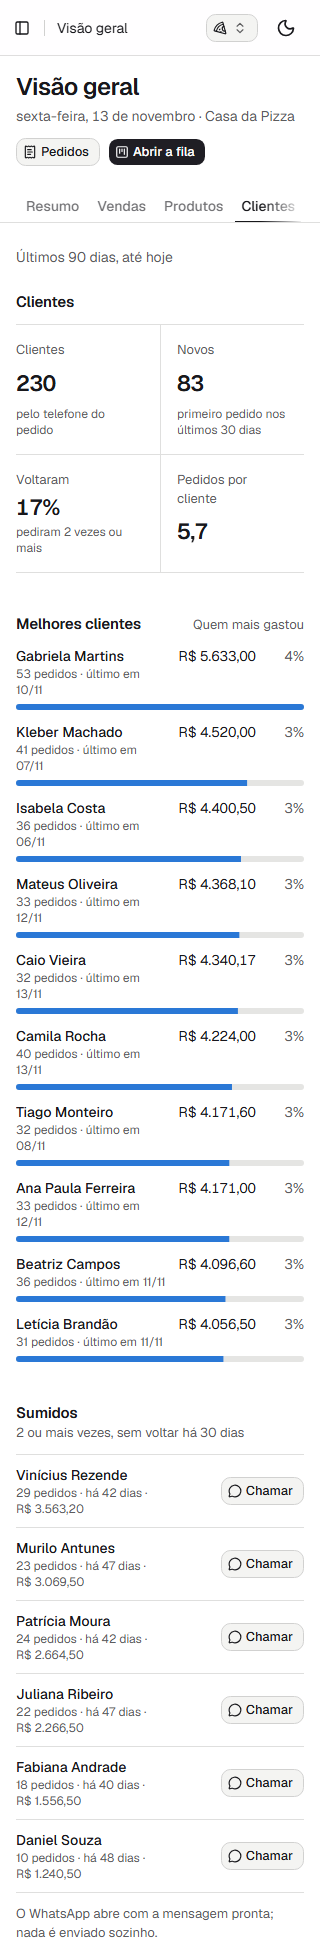 Visão geral
Visão geral
sexta-feira, 13 de novembro · Casa da Pizza
Pedidos
Abrir a fila
Resumo Vendas Produtos Clientes
Últimos 90 dias, até hoje
Clientes
Clientes
230
pelo telefone do
pedido
Novos
83
primeiro pedido nos
últimos 30 dias
Voltaram
17%
pediram 2 vezes ou
mais
Pedidos por
cliente
5,7
Melhores clientes Quem mais gastou
Gabriela Martins R$ 5.633,00 4%
53 pedidos · último em
10/11
Kleber Machado R$ 4.520,00 3%
41 pedidos · último em
07/11
Isabela Costa R$ 4.400,50 3%
36 pedidos · último em
06/11
Mateus Oliveira R$ 4.368,10 3%
33 pedidos · último em
12/11
Caio Vieira R$ 4.340,17 3%
32 pedidos · último em
13/11
Camila Rocha R$ 4.224,00 3%
40 pedidos · último em
13/11
Tiago Monteiro R$ 4.171,60 3%
32 pedidos · último em
08/11
Ana Paula Ferreira R$ 4.171,00 3%
33 pedidos · último em
12/11
Beatriz Campos R$ 4.096,60 3%
36 pedidos · último em 11/11
Letícia Brandão R$ 4.056,50 3%
31 pedidos · último em 11/11
Sumidos
2 ou mais vezes, sem voltar há 30 dias
Vinícius Rezende
29 pedidos · há 42 dias ·
R$ 3.563,20
Chamar
Murilo Antunes
23 pedidos · há 47 dias ·
R$ 3.069,50
Chamar
Patrícia Moura
24 pedidos · há 42 dias ·
R$ 2.664,50
Chamar
Juliana Ribeiro
22 pedidos · há 47 dias ·
R$ 2.266,50
Chamar
Fabiana Andrade
18 pedidos · há 40 dias ·
R$ 1.556,50
Chamar
Daniel Souza
10 pedidos · há 48 dias ·
R$ 1.240,50
Chamar
O WhatsApp abre com a mensagem pronta;
nada é enviado sozinho.